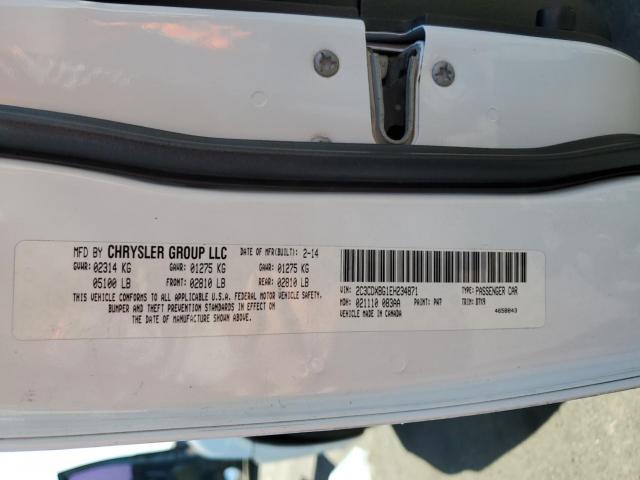 MFD BY CHRYSLER GROUP LLC DATE OF MFR(BUILT): 2-14
GVWR: 02314 KG GAWR: 01275 KG GAWR: 01275 KG
05100 LB FRONT: 02810 LB REAR: 02810 LB
THIS VEHICLE CONFORMS TO ALL APPLICABLE U.S.A. FEDERAL MOTOR VEHICLE SAFETY,
BUMPER AND THEFT PREVENTION STANDARDS IN EFFECT ON
THE DATE OF MANUFACTURE SHOWN ABOVE.
VIN: 2C3CDXBG1EH234871 TYPE: PASSENGER CAR
MDH: 021110 083AA PAINT: PW7 TRIM: DTX9
VEHICLE MADE IN CANADA 4658043